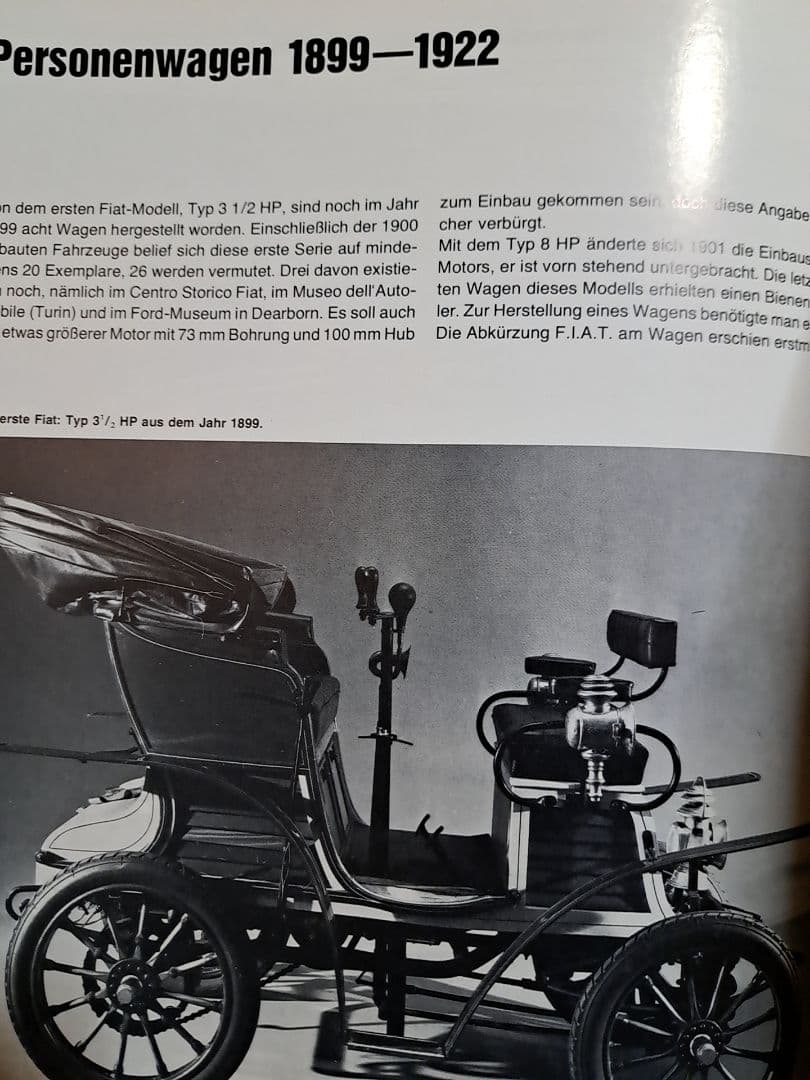 Personenwagen 1899—1922
on dem ersten Fiat-Modell, Typ 3 1/2 HP, sind noch im Jahr
99 acht Wagen hergestellt worden. Einschließlich der 1900
bauten Fahrzeuge belief sich diese erste Serie auf minde-
ns 20 Exemplare, 26 werden vermutet. Drei davon existie-
noch, nämlich im Centro Storico Fiat, im Museo dell'Auto-
bile (Turin) und im Ford-Museum in Dearborn. Es soll auch
etwas größerer Motor mit 73 mm Bohrung und 100 mm Hub
zum Einbau gekommen sein, doch diese Angabe
cher verbürgt.
Mit dem Typ 8 HP änderte sich 1901 die Einbaus
Motors, er ist vorn stehend untergebracht. Die letz
ten Wagen dieses Modells erhielten einen Bienen
ler. Zur Herstellung eines Wagens benötigte man e
Die Abkürzung F.I.A.T. am Wagen erschien erstm
erste Fiat: Typ 3¹/₂ HP aus dem Jahr 1899.